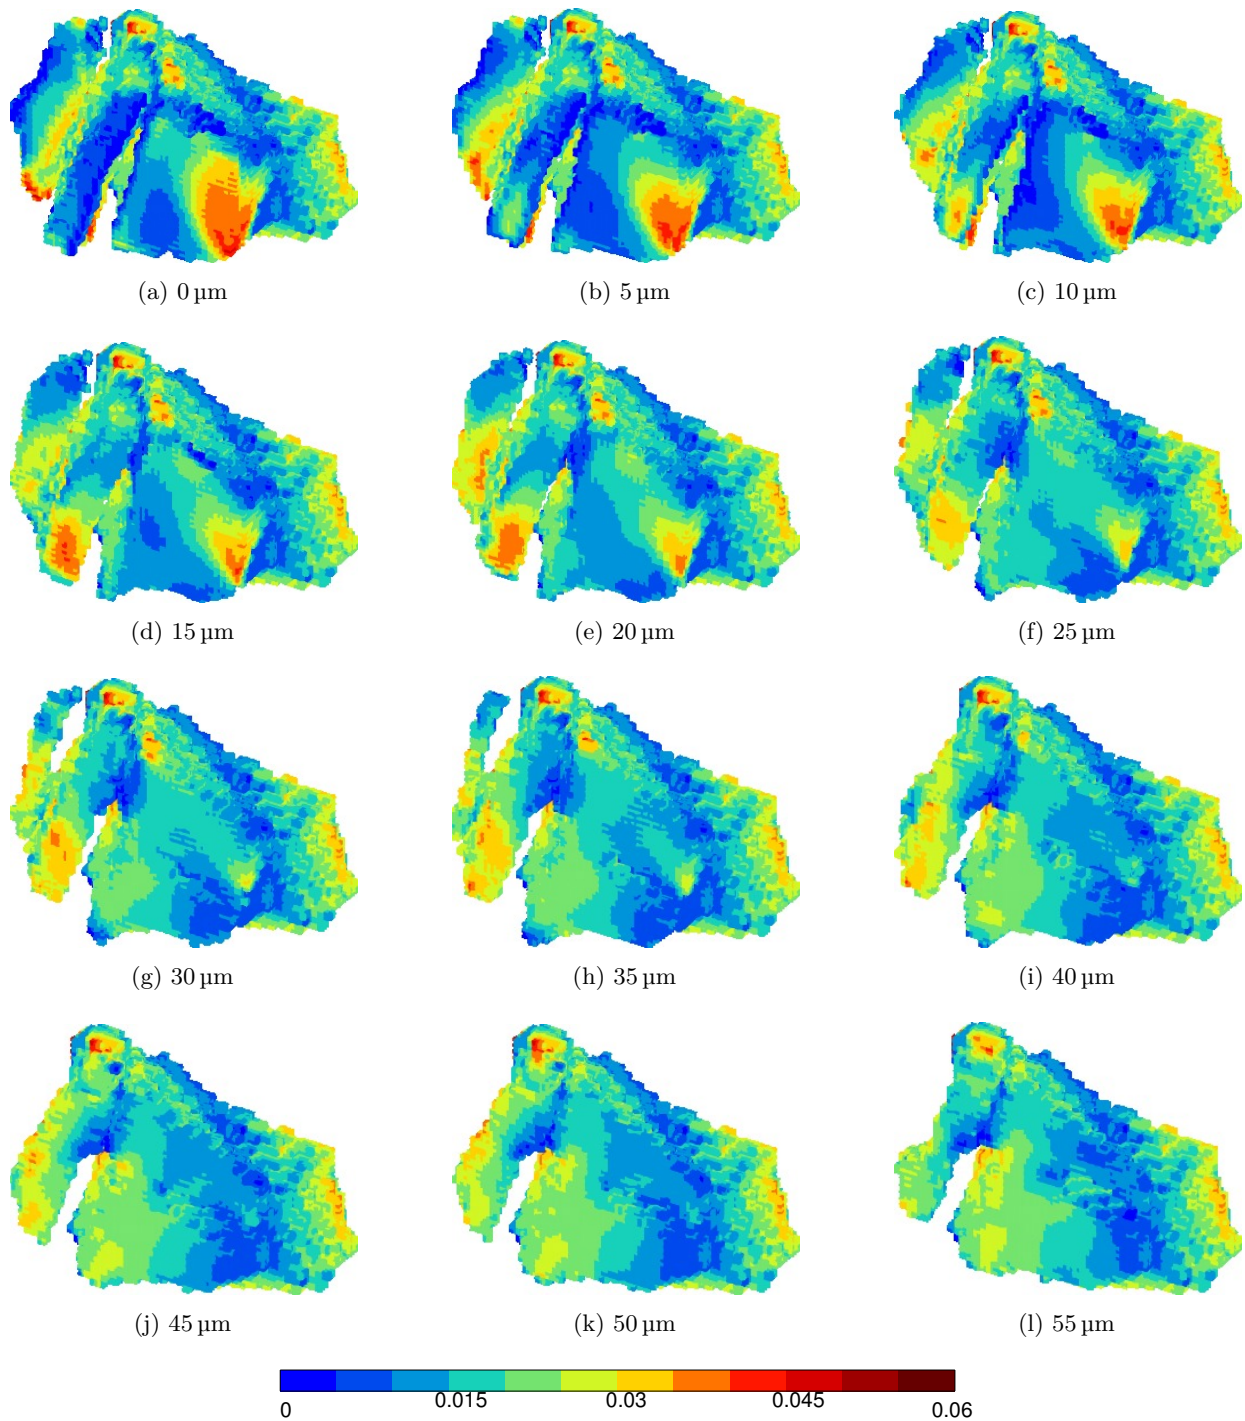 (a) 0 µm
(b) 5 µm
(c) 10 µm
(d) 15 µm
(e) 20 µm
(f) 25 µm
(g) 30 µm
(h) 35 µm
(i) 40 µm
(j) 45 µm
(k) 50 µm
(l) 55 µm
0 0.015 0.03 0.045 0.06